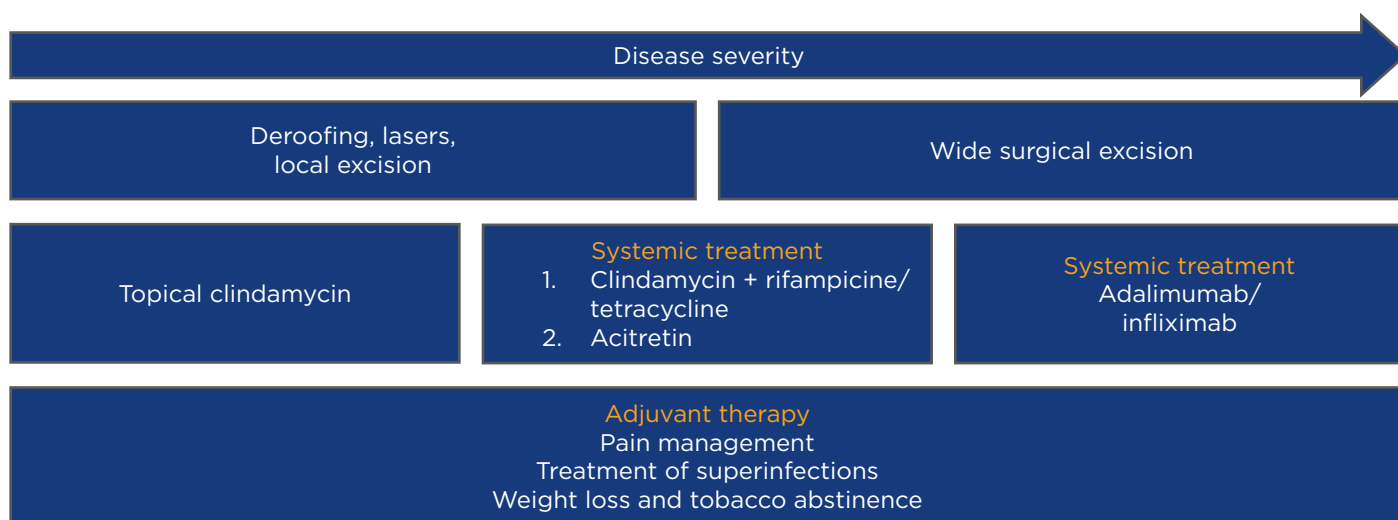 Disease severity
Deroofing, lasers,
local excision
Wide surgical excision
Topical clindamycin
Systemic treatment
1. Clindamycin + rifampicine/
tetracycline
2. Acitretin
Systemic treatment
Adalimumab/
infliximab
Adjuvant therapy
Pain management
Treatment of superinfections
Weight loss and tobacco abstinence